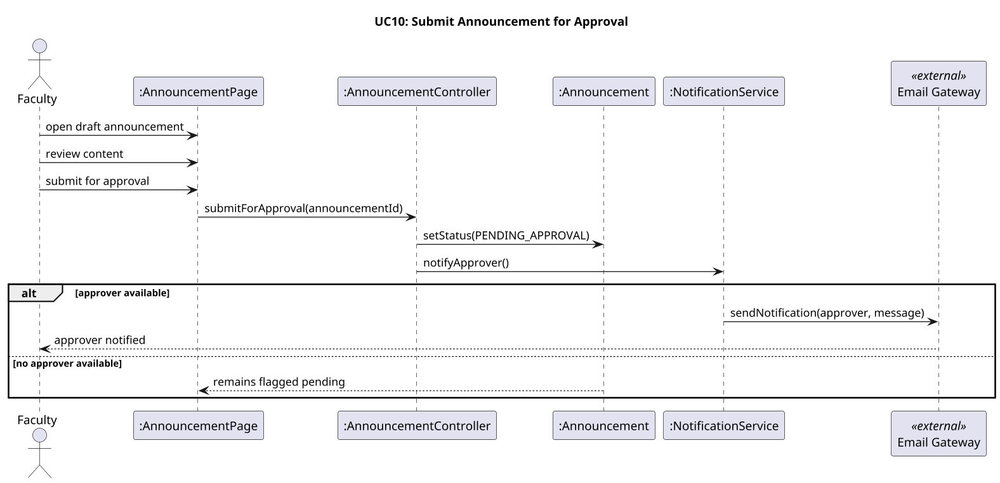 UC10: Submit Announcement for Approval
Faculty
:AnnouncementPage
:AnnouncementController
:Announcement
:NotificationService
«external»
Email Gateway
open draft announcement
review content
submit for approval
submitForApproval(announcementId)
setStatus(PENDING_APPROVAL)
notifyApprover()
alt
[approver available]
sendNotification(approver, message)
approver notified
[no approver available]
remains flagged pending
Faculty
:AnnouncementPage
:AnnouncementController
:Announcement
:NotificationService
«external»
Email Gateway